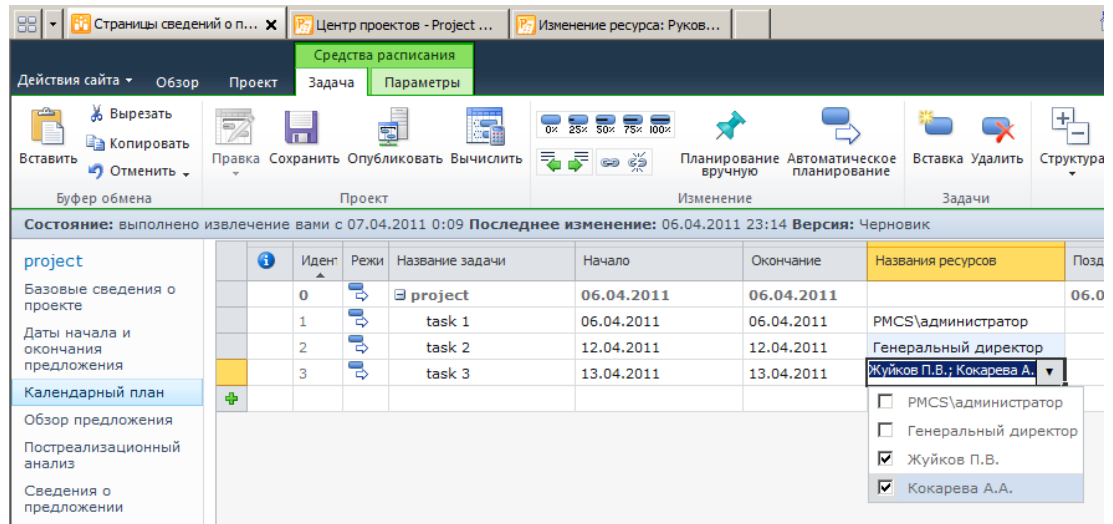 Страницы сведений о п... Центр проектов - Project ... Изменение ресурса: Руков...
Средства расписания
Действия сайта Обзор Проект Задача Параметры
Вырезать
Копировать
Отменить
Вставить
Правка Сохранить Опубликовать Вычислить
0% 25% 50% 75% 100%
Планирование вручную
Автоматическое планирование
Вставка Удалить Структура
Буфер обмена Проект Изменение Задачи
Состояние: выполнено извлечение вами с 07.04.2011 0:09 Последнее изменение: 06.04.2011 23:14 Версия: Черновик
project
Базовые сведения о
проекте
Даты начала и
окончания
предложения
Календарный план
Обзор предложения
Постреализационный
анализ
Сведения о
предложении
Идент Режи Название задачи Начало Окончание Названия ресурсов Позд
0 project 06.04.2011 06.04.2011 06.0
1 task 1 06.04.2011 06.04.2011 PMCS\администратор
2 task 2 12.04.2011 12.04.2011 Генеральный директор
3 task 3 13.04.2011 13.04.2011 Жуйков П.В.; Кокарева А.
PMCS\администратор
Генеральный директор
Жуйков П.В.
Кокарева А.А.